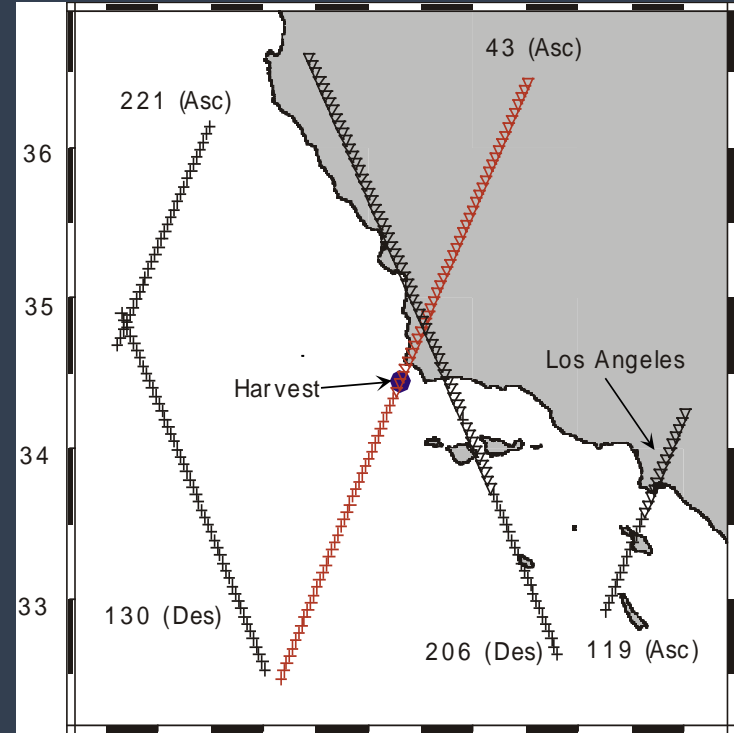 43 (Asc)
221 (Asc)
36
35
Los Angeles
Harvest
34
33
130 (Des)
206 (Des)
119 (Asc)